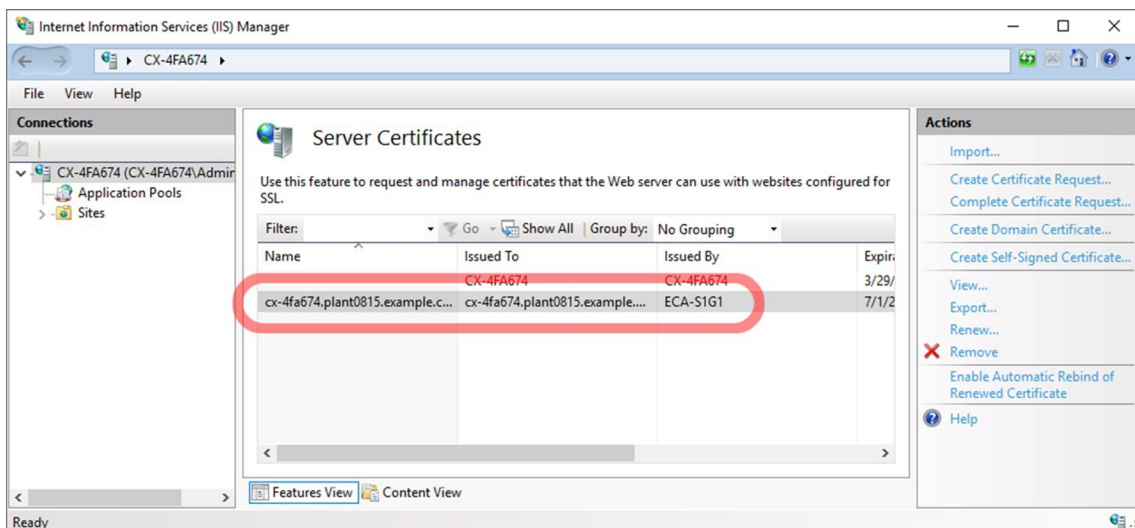 Internet Information Services (IIS) Manager
CX-4FA674
File View Help
Connections
CX-4FA674 (CX-4FA674\Admin
Application Pools
Sites
Server Certificates
Use this feature to request and manage certificates that the Web server can use with websites configured for
SSL.
Filter: Go Show All Group by: No Grouping
Name Issued To Issued By Expira
CX-4FA674 CX-4FA674 3/29/
cx-4fa674.plant0815.example.c... cx-4fa674.plant0815.example.... ECA-S1G1 7/1/2
Features View Content View
Actions
Import...
Create Certificate Request...
Complete Certificate Request...
Create Domain Certificate...
Create Self-Signed Certificate...
View...
Export...
Renew...
Remove
Enable Automatic Rebind of
Renewed Certificate
Help
Ready